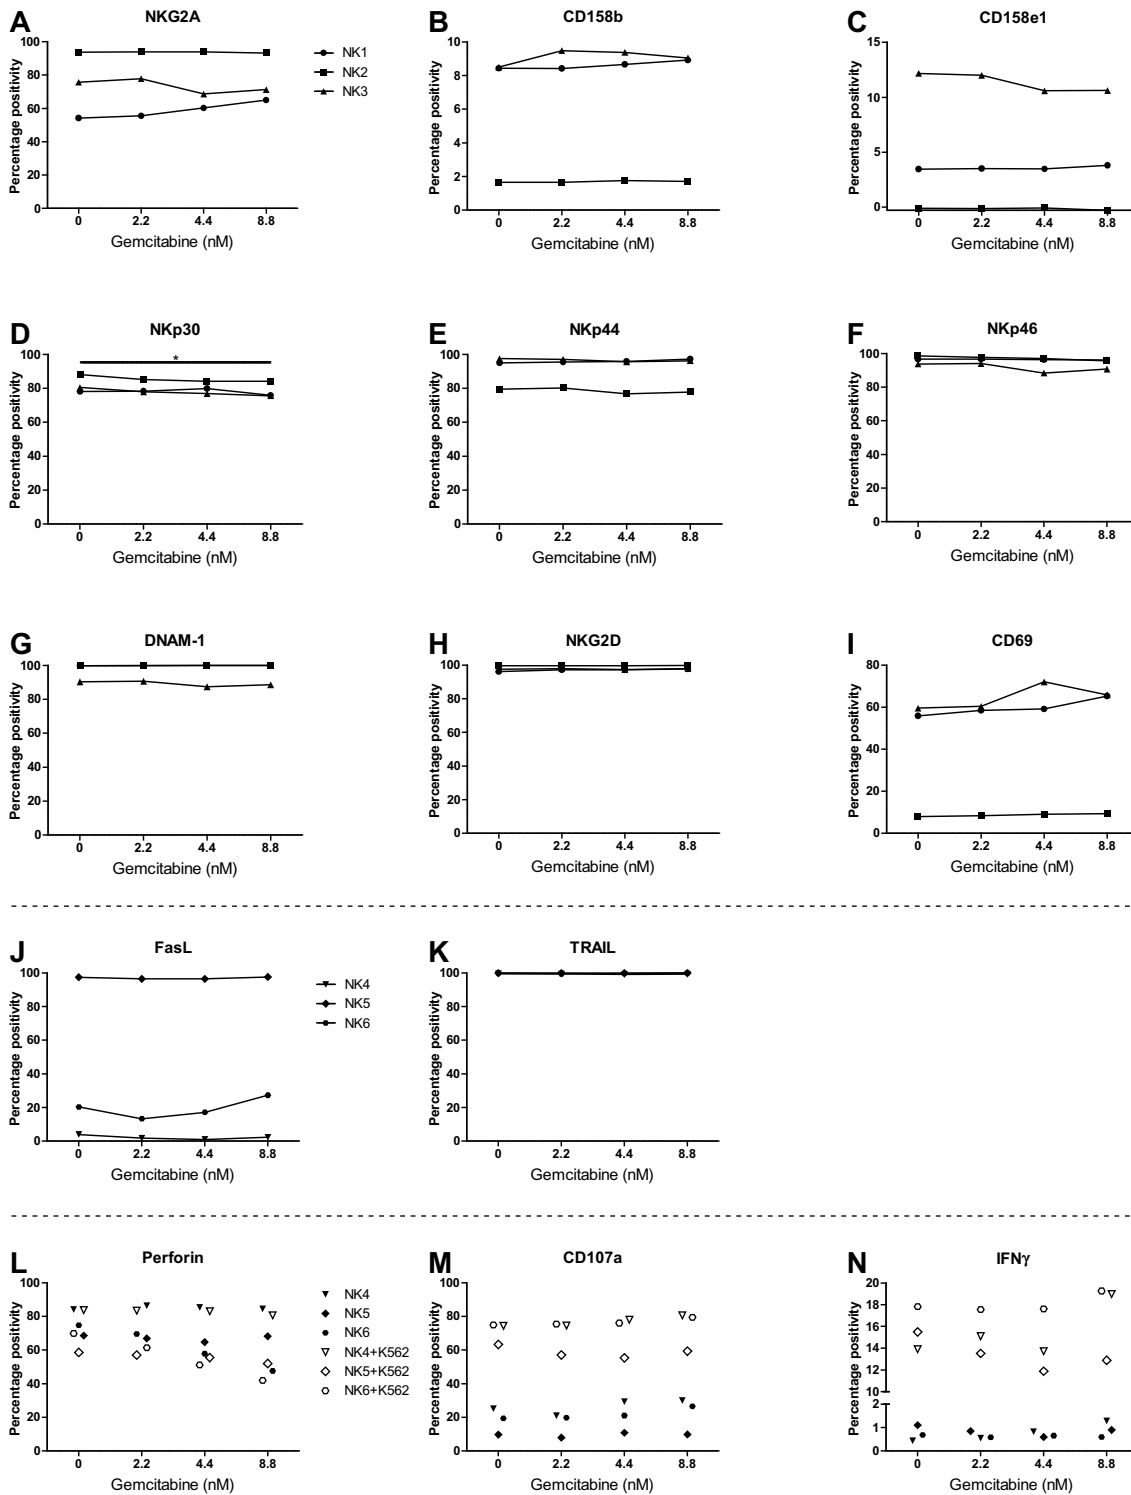 A
NKG2A
Percentage positivity
100
80
60
40
20
0
0 2.2 4.4 8.8
Gemcitabine (nM)
NK1
NK2
NK3
B
CD158b
Percentage positivity
10
8
6
4
2
0
0 2.2 4.4 8.8
Gemcitabine (nM)
C
CD158e1
Percentage positivity
15
10
5
0
0 2.2 4.4 8.8
Gemcitabine (nM)
D
NKp30
Percentage positivity
100
80
60
40
20
0
*
0 2.2 4.4 8.8
Gemcitabine (nM)
E
NKp44
Percentage positivity
100
80
60
40
20
0
0 2.2 4.4 8.8
Gemcitabine (nM)
F
NKp46
Percentage positivity
100
80
60
40
20
0
0 2.2 4.4 8.8
Gemcitabine (nM)
G
DNAM-1
Percentage positivity
100
80
60
40
20
0
0 2.2 4.4 8.8
Gemcitabine (nM)
H
NKG2D
Percentage positivity
100
80
60
40
20
0
0 2.2 4.4 8.8
Gemcitabine (nM)
I
CD69
Percentage positivity
80
60
40
20
0
0 2.2 4.4 8.8
Gemcitabine (nM)
J
FasL
Percentage positivity
100
80
60
40
20
0
0 2.2 4.4 8.8
Gemcitabine (nM)
NK4
NK5
NK6
K
TRAIL
Percentage positivity
100
80
60
40
20
0
0 2.2 4.4 8.8
Gemcitabine (nM)
L
Perforin
Percentage positivity
100
80
60
40
20
0
0 2.2 4.4 8.8
Gemcitabine (nM)
NK4
NK5
NK6
NK4+K562
NK5+K562
NK6+K562
M
CD107a
Percentage positivity
100
80
60
40
20
0
0 2.2 4.4 8.8
Gemcitabine (nM)
N
IFNγ
Percentage positivity
20
18
16
14
12
10
2
1
0
0 2.2 4.4 8.8
Gemcitabine (nM)